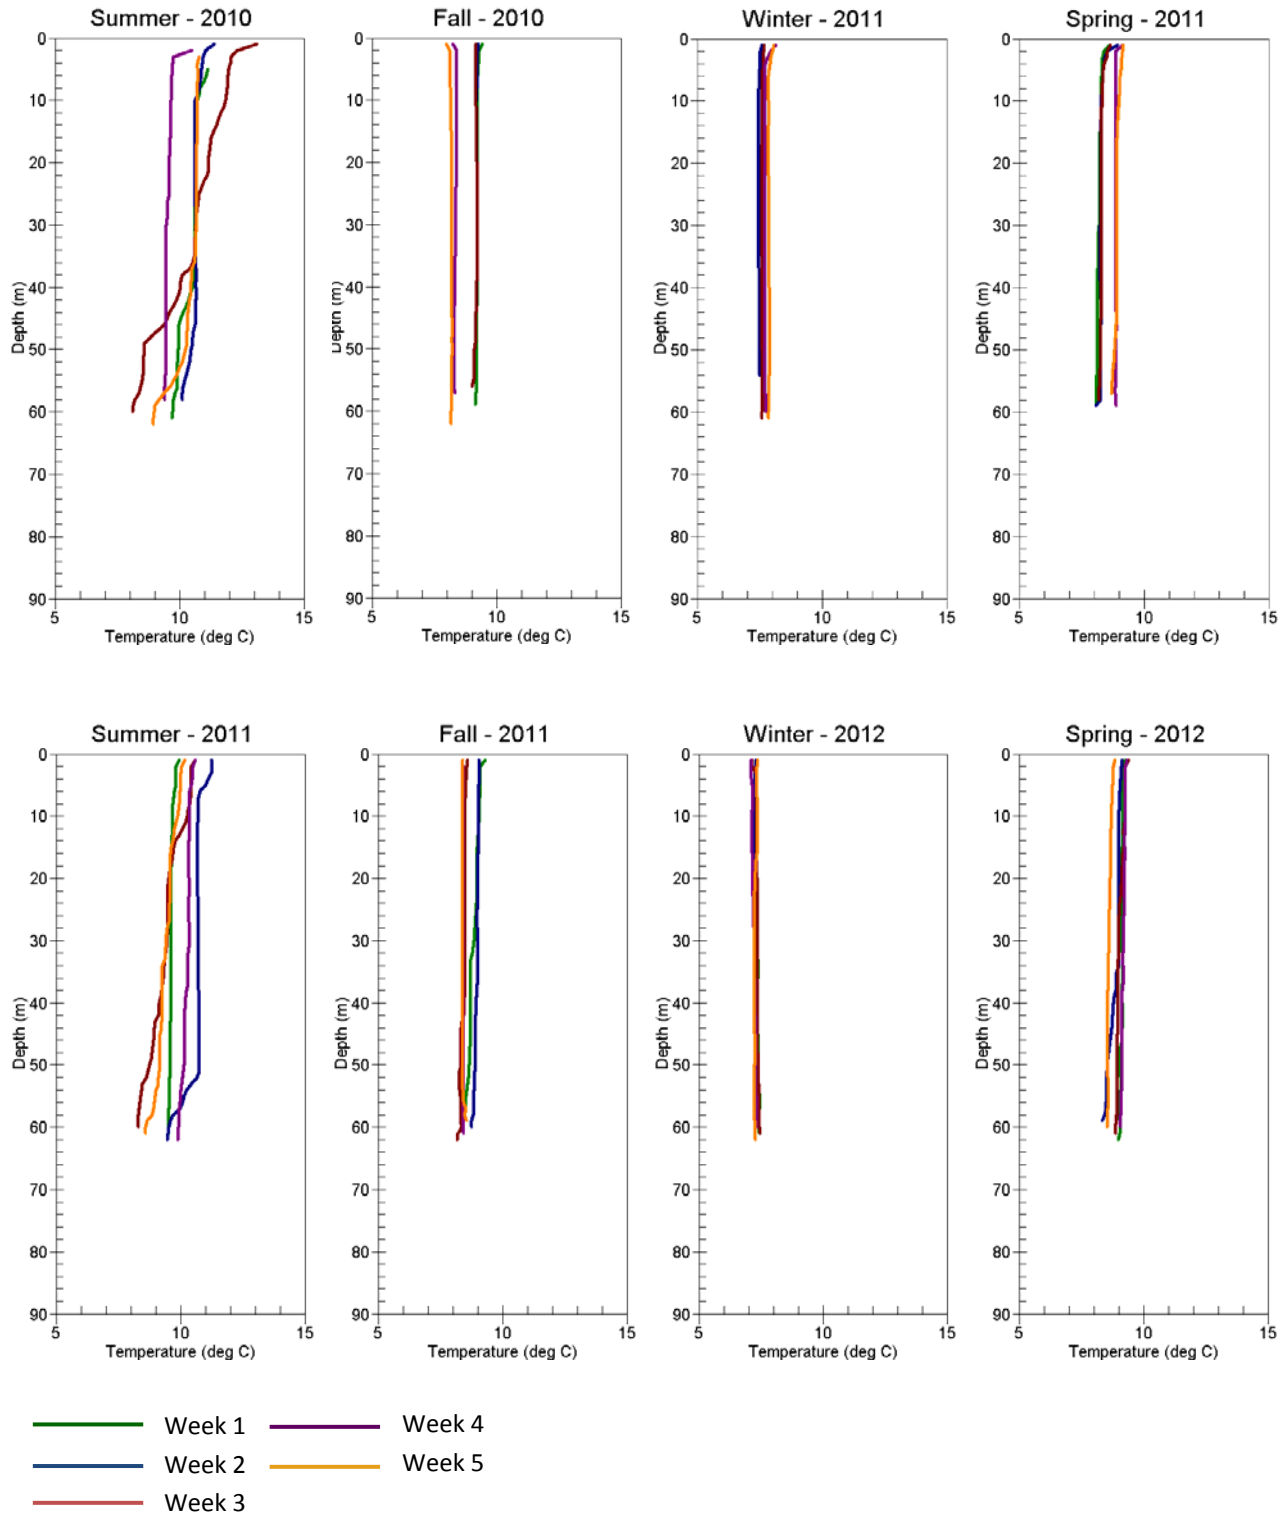 Summer - 2010
Fall - 2010
Winter - 2011
Spring - 2011
0 0 0 0
10 10 10 10
20 20 20 20
30 30 30 30
40 40 40 40
Depth (m) Depth (m) Depth (m) Depth (m)
50 50 50 50
60 60 60 60
70 70 70 70
80 80 80 80
90 90 90 90
5 10 15 5 10 15 5 10 15 5 10 15
Temperature (deg C) Temperature (deg C) Temperature (deg C) Temperature (deg C)
Summer - 2011
Fall - 2011
Winter - 2012
Spring - 2012
0 0 0 0
10 10 10 10
20 20 20 20
30 30 30 30
40 40 40 40
Depth (m) Depth (m) Depth (m) Depth (m)
50 50 50 50
60 60 60 60
70 70 70 70
80 80 80 80
90 90 90 90
5 10 15 5 10 15 5 10 15 5 10 15
Temperature (deg C) Temperature (deg C) Temperature (deg C) Temperature (deg C)
Week 1 Week 4
Week 2 Week 5
Week 3